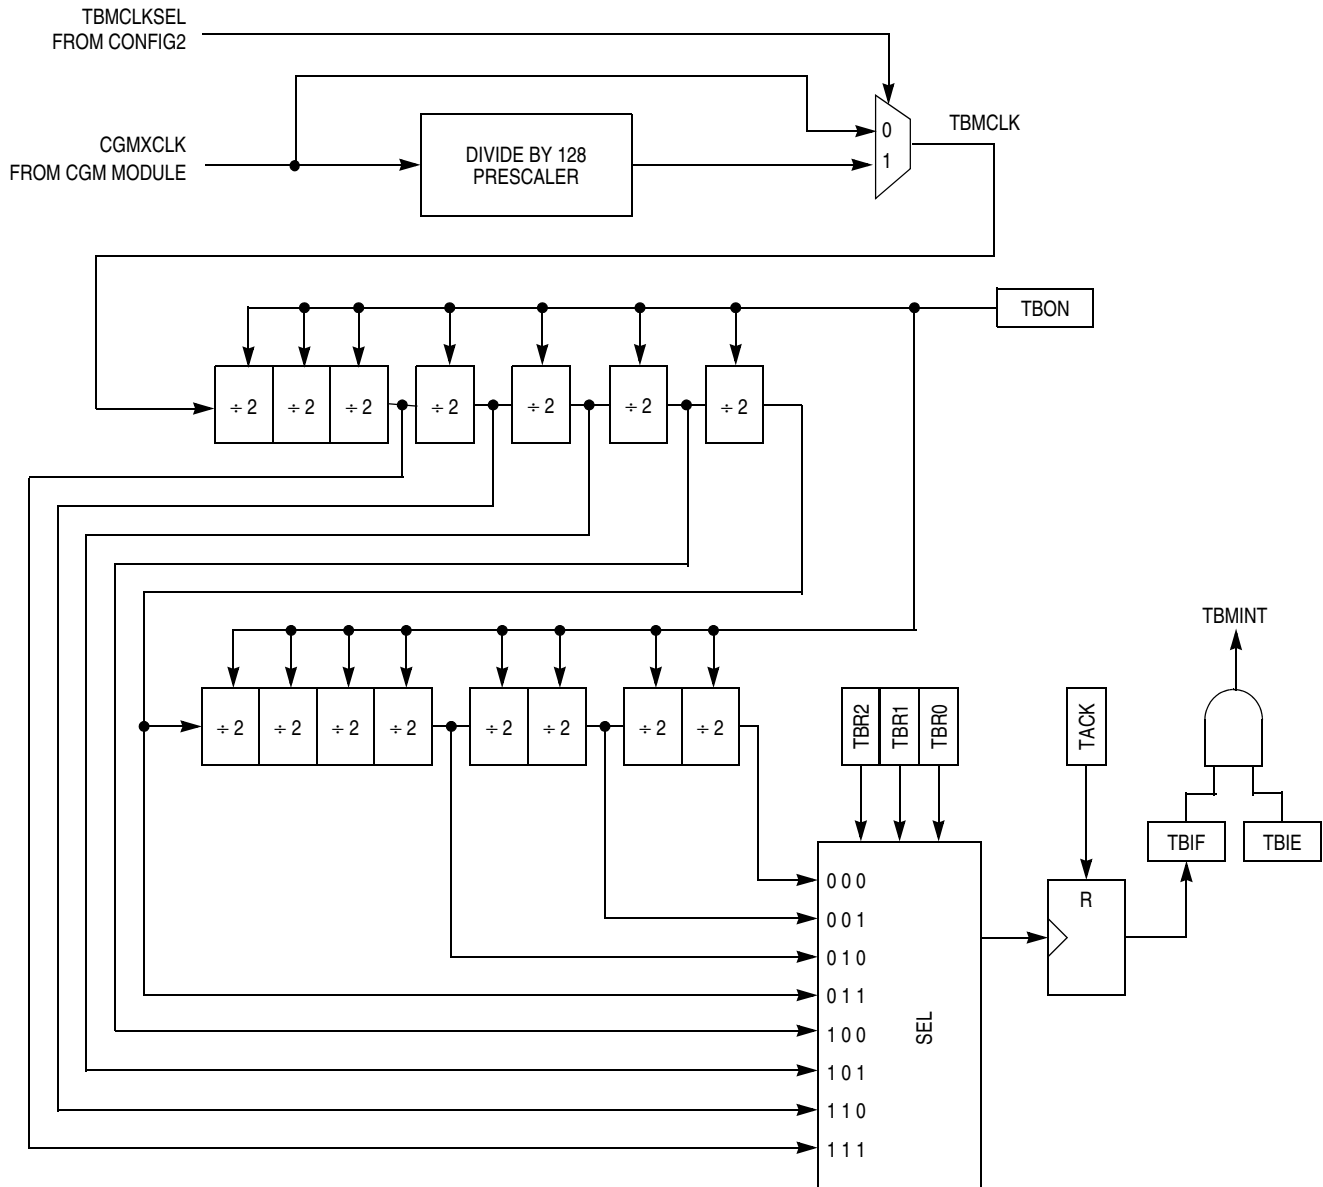 TBMCLKSEL
FROM CONFIG2
CGMXCLK
FROM CGM MODULE
DIVIDE BY 128
PRESCALER
0
1
TBMCLK
TBON
÷ 2
÷ 2
÷ 2
÷ 2
÷ 2
÷ 2
÷ 2
TBMINT
÷ 2
÷ 2
÷ 2
÷ 2
÷ 2
÷ 2
÷ 2
÷ 2
TBR2
TBR1
TBR0
TACK
TBIF
TBIE
R
0 0 0
0 0 1
0 1 0
0 1 1
1 0 0
1 0 1
1 1 0
1 1 1
SEL